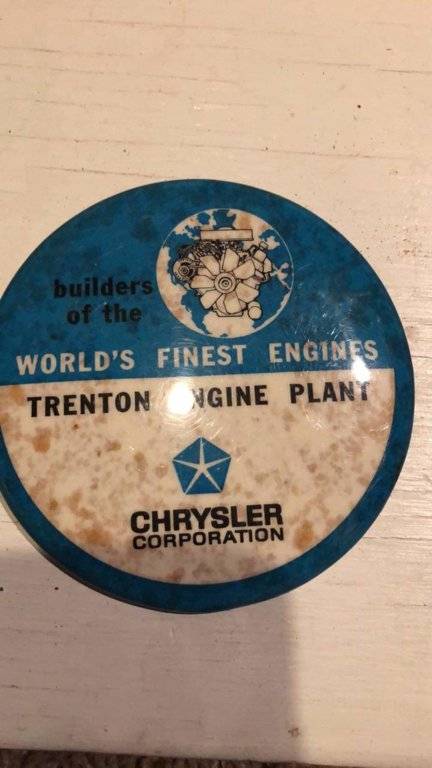 builders
of the
WORLD'S FINEST ENGINES
TRENTON ENGINE PLANT
CHRYSLER
CORPORATION